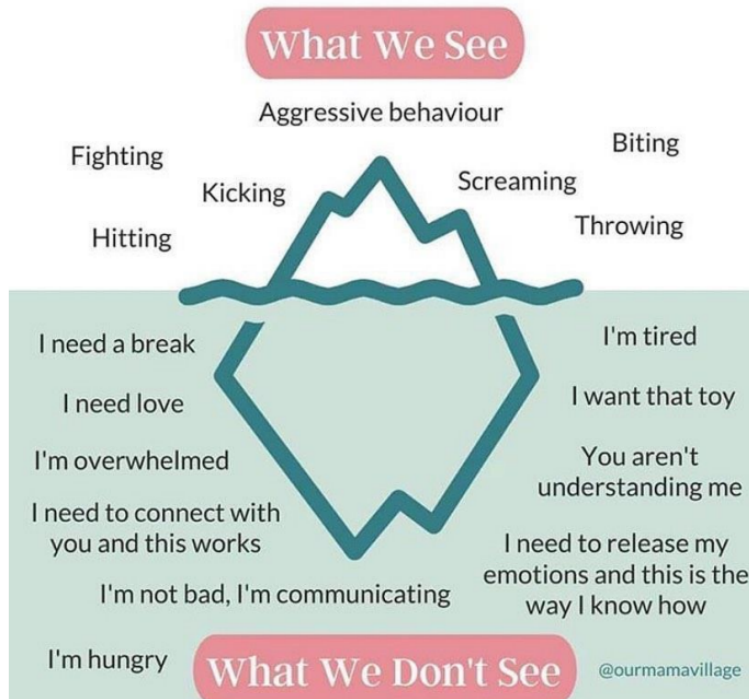 What We See
Aggressive behaviour
Fighting
Biting
Kicking
Screaming
Hitting
Throwing
I need a break
I'm tired
I need love
I want that toy
I'm overwhelmed
You aren't
understanding me
I need to connect with
you and this works
I need to release my
emotions and this is the
way I know how
I'm not bad, I'm communicating
I'm hungry
What We Don't See
@ourmamavillage